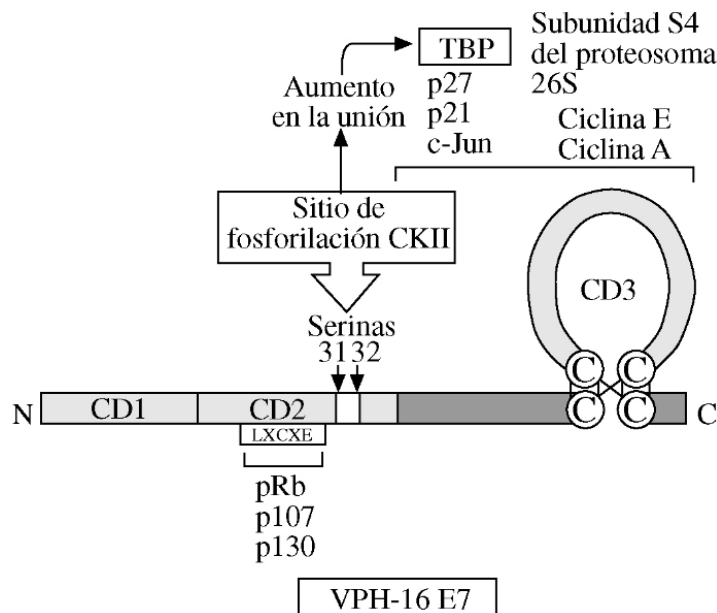 Subunidad S4
del proteosoma
26S
TBP
p27
p21
c-Jun
Aumento
en la unión
Ciclina E
Ciclina A
Sitio de
fosforilación CKII
CD3
Serinas
31 32
C C
C C
N CD1 CD2 C
LXCXE
pRb
p107
p130
VPH-16 E7